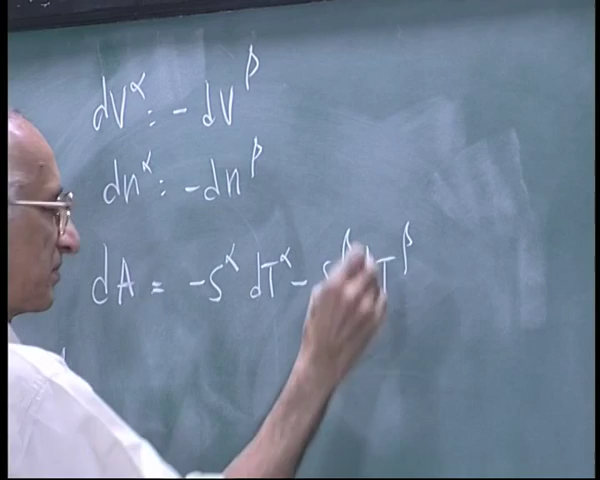 dV^α = - dV^β
dn^α = - dn^β
dA = -S^α dT^α - S^β dT^β